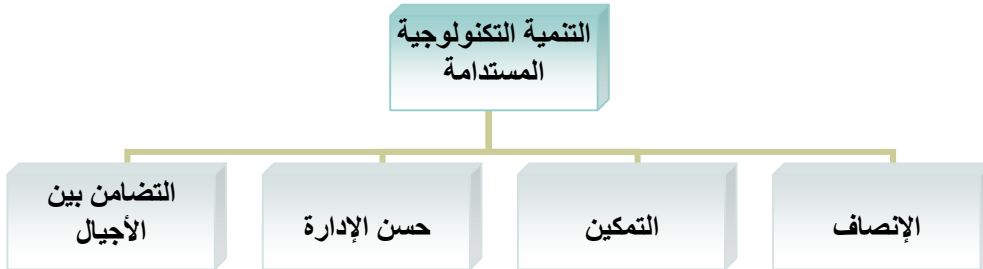 التنمية التكنولوجية
المستدامة
الإنصاف
التمكين
حسن الإدارة
التضامن بين
الأجيال